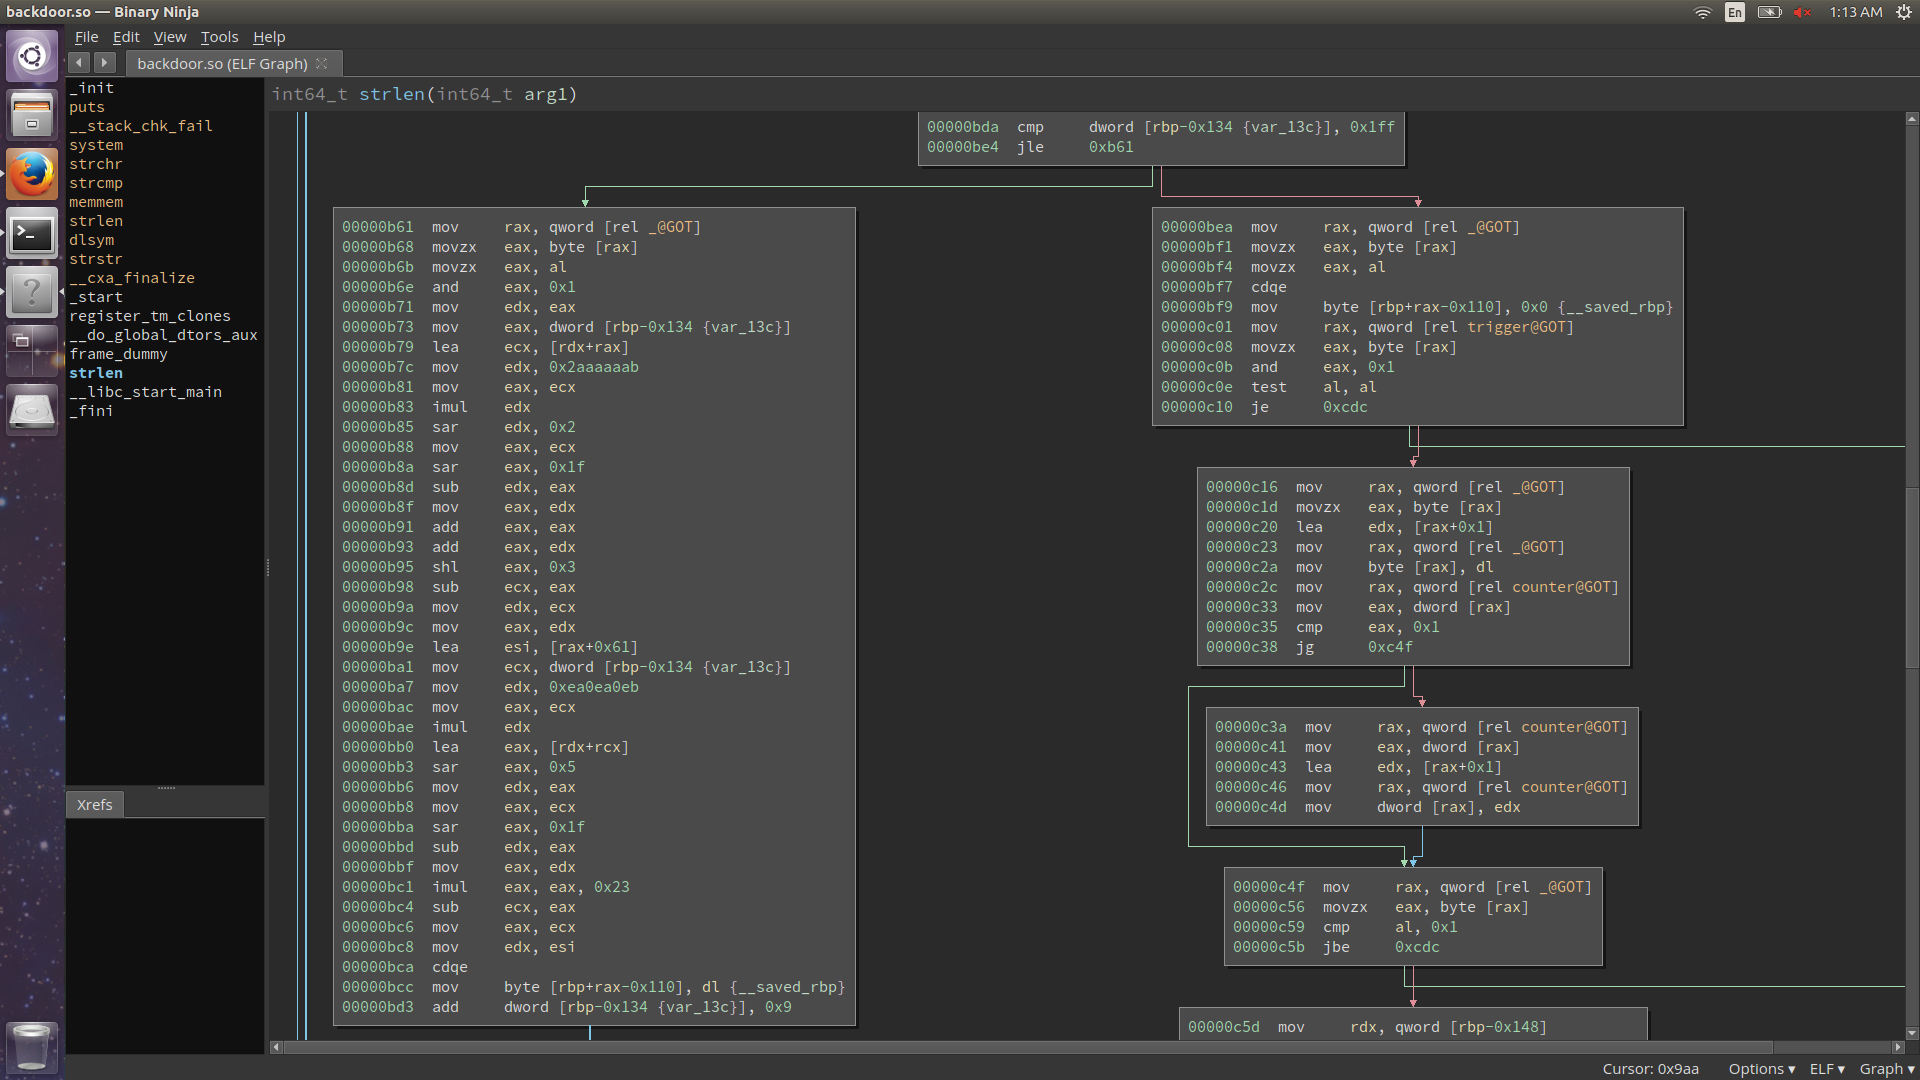 backdoor.so — Binary Ninja
En
1:13 AM
File Edit View Tools Help
backdoor.so (ELF Graph)
_init
puts
__stack_chk_fail
system
strchr
strcmp
memmem
strlen
dlsym
strstr
__cxa_finalize
_start
register_tm_clones
__do_global_dtors_aux
frame_dummy
strlen
__libc_start_main
_fini
Xrefs
int64_t strlen(int64_t arg1)
00000bda cmp dword [rbp-0x134 {var_13c}], 0x1ff
00000be4 jle 0xb61
00000b61 mov rax, qword [rel _@GOT]
00000b68 movzx eax, byte [rax]
00000b6b movzx eax, al
00000b6e and eax, 0x1
00000b71 mov edx, eax
00000b73 mov eax, dword [rbp-0x134 {var_13c}]
00000b79 lea ecx, [rdx+rax]
00000b7c mov edx, 0x2aaaaaab
00000b81 mov eax, ecx
00000b83 imul edx
00000b85 sar edx, 0x2
00000b88 mov eax, ecx
00000b8a sar eax, 0x1f
00000b8d sub edx, eax
00000b8f mov eax, edx
00000b91 add eax, eax
00000b93 add eax, edx
00000b95 shl eax, 0x3
00000b98 sub ecx, eax
00000b9a mov edx, ecx
00000b9c mov eax, edx
00000b9e lea esi, [rax+0x61]
00000ba1 mov ecx, dword [rbp-0x134 {var_13c}]
00000ba7 mov edx, 0xea0ea0eb
00000bac mov eax, ecx
00000bae imul edx
00000bb0 lea eax, [rdx+rcx]
00000bb3 sar eax, 0x5
00000bb6 mov edx, eax
00000bb8 mov eax, ecx
00000bba sar eax, 0x1f
00000bbd sub edx, eax
00000bbf mov eax, edx
00000bc1 imul eax, eax, 0x23
00000bc4 sub ecx, eax
00000bc6 mov eax, ecx
00000bc8 mov edx, esi
00000bca cdqe
00000bcc mov byte [rbp+rax-0x110], dl {__saved_rbp}
00000bd3 add dword [rbp-0x134 {var_13c}], 0x9
00000bea mov rax, qword [rel _@GOT]
00000bf1 movzx eax, byte [rax]
00000bf4 movzx eax, al
00000bf7 cdqe
00000bf9 mov byte [rbp+rax-0x110], 0x0 {__saved_rbp}
00000c01 mov rax, qword [rel trigger@GOT]
00000c08 movzx eax, byte [rax]
00000c0b and eax, 0x1
00000c0e test al, al
00000c10 je 0xcdc
00000c16 mov rax, qword [rel _@GOT]
00000c1d movzx eax, byte [rax]
00000c20 lea edx, [rax+0x1]
00000c23 mov rax, qword [rel _@GOT]
00000c2a mov byte [rax], dl
00000c2c mov rax, qword [rel counter@GOT]
00000c33 mov eax, dword [rax]
00000c35 cmp eax, 0x1
00000c38 jg 0xc4f
00000c3a mov rax, qword [rel counter@GOT]
00000c41 mov eax, dword [rax]
00000c43 lea edx, [rax+0x1]
00000c46 mov rax, qword [rel counter@GOT]
00000c4d mov dword [rax], edx
00000c4f mov rax, qword [rel _@GOT]
00000c56 movzx eax, byte [rax]
00000c59 cmp al, 0x1
00000c5b jbe 0xcdc
00000c5d mov rdx, qword [rbp-0x148]
Cursor: 0x9aa Options ▾ ELF ▾ Graph ▾